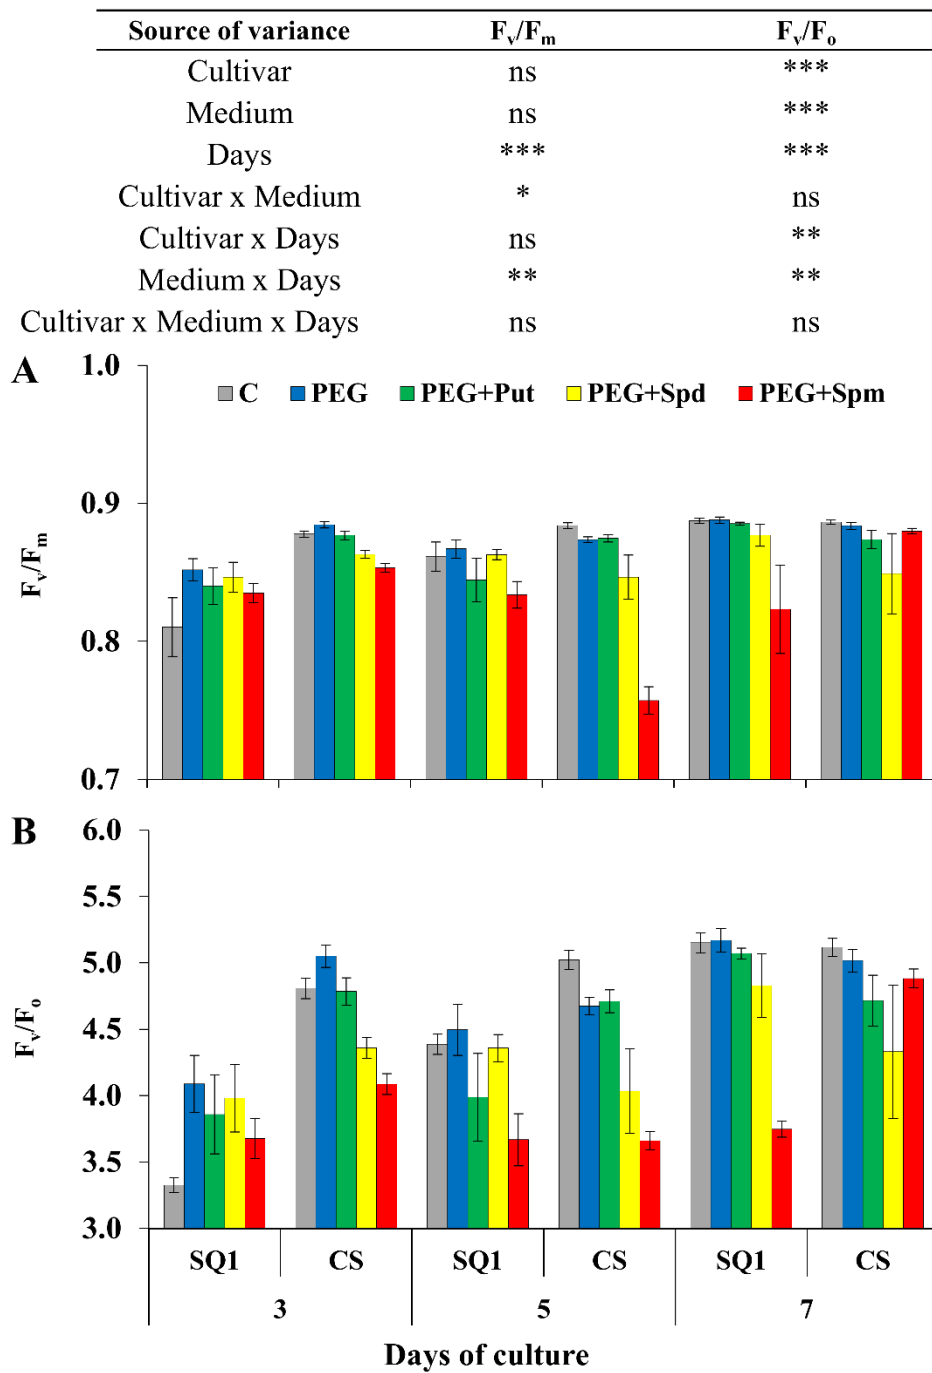 Source of variance Fv/Fm Fv/Fo
Cultivar ns ***
Medium ns ***
Days *** ***
Cultivar x Medium * ns
Cultivar x Days ns **
Medium x Days ** **
Cultivar x Medium x Days ns ns
A
1.0
C PEG PEG+Put PEG+Spd PEG+Spm
0.9
Fv/Fm
0.8
0.7
B
6.0
5.5
5.0
4.5
Fv/Fo
4.0
3.5
3.0
SQ1 CS SQ1 CS SQ1 CS
3 5 7
Days of culture